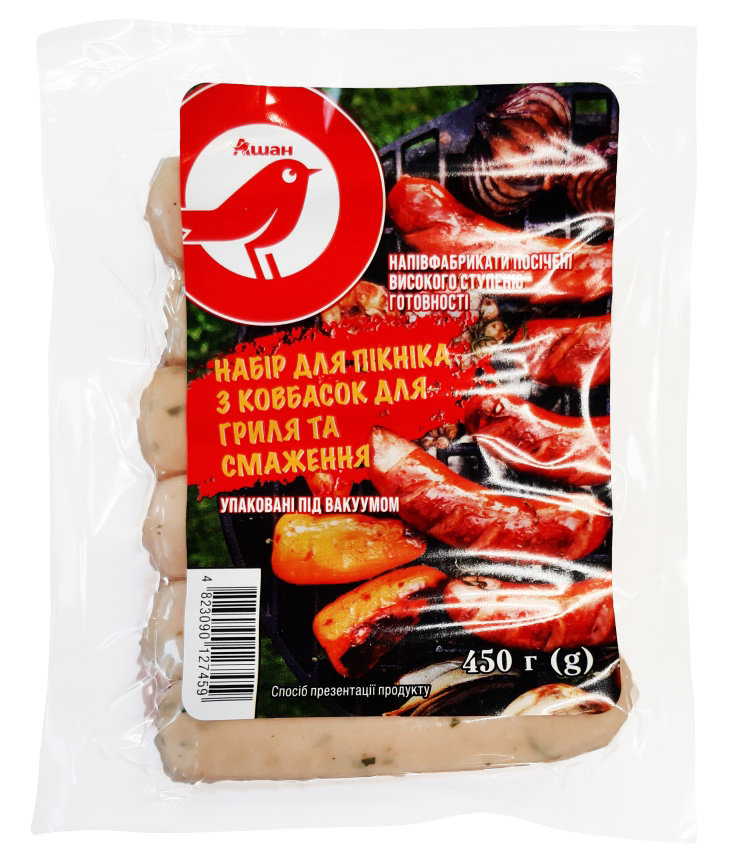 Ашан
НАПІВФАБРИКАТИ ПОСІЧЕНІ
ВИСОКОГО СТУПЕНЮ
ГОТОВНОСТІ
НАБІР ДЛЯ ПІКНІКА
З КОВБАСОК ДЛЯ
ГРИЛЯ ТА
СМАЖЕННЯ
УПАКОВАНІ ПІД ВАКУУМОМ
4 823090 127459
450 г (g)
Спосіб презентації продукту